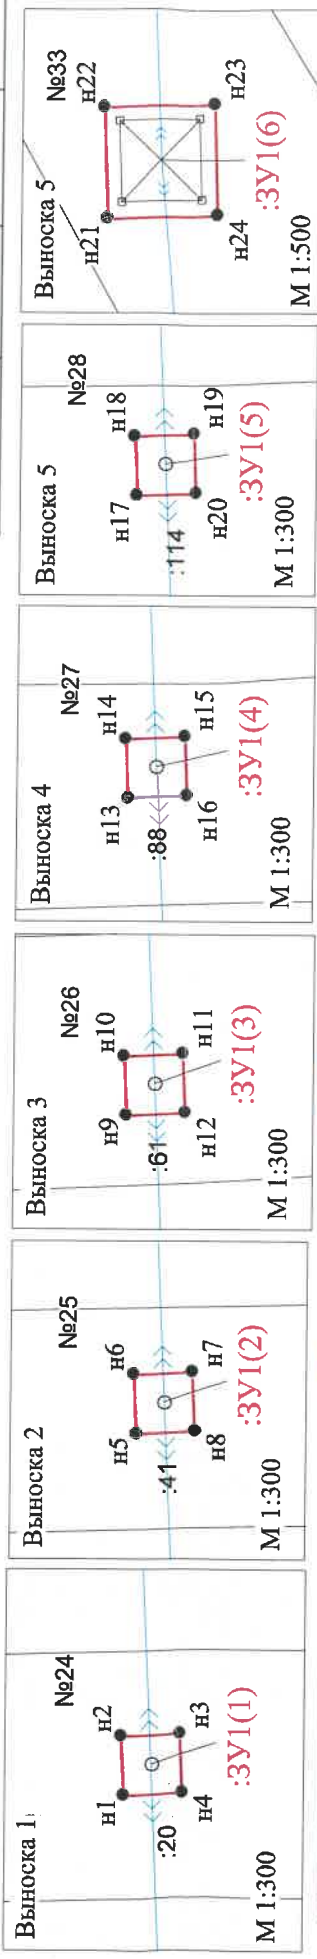 Выноска 1
№24
н1
н2
:20
н4
н3
:ЗУ1(1)
М 1:300
Выноска 2
№25
н5
н6
:41
н8
н7
:ЗУ1(2)
М 1:300
Выноска 3
№26
н9
н10
:61
н12
н11
:ЗУ1(3)
М 1:300
Выноска 4
№27
н13
н14
:88
н16
н15
:ЗУ1(4)
М 1:300
Выноска 5
№28
н17
н18
:114
н20
н19
:ЗУ1(5)
М 1:300
Выноска 5
№33
н21
н22
н24
н23
:ЗУ1(6)
М 1:500